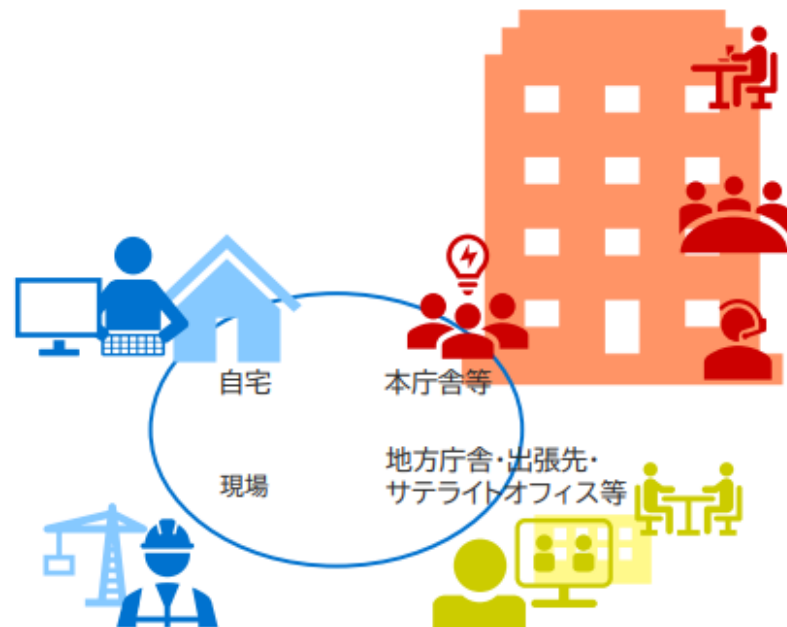 自宅
本庁舎等
現場
地方庁舎・出張先・
サテライトオフィス等